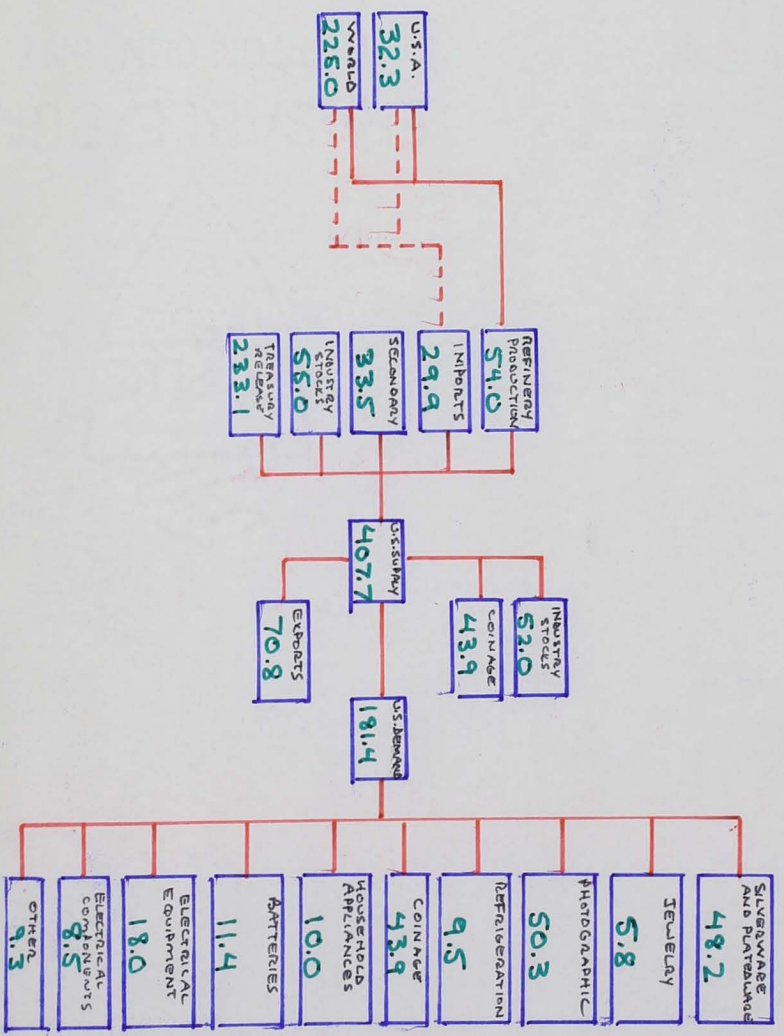 U.S.A.
32.3
WORLD
225.0
REFINERY
PRODUCTION
54.0
IMPORTS
29.9
SECONDARY
33.5
INDUSTRY
STOCKS
55.0
TREASURY
RELEASE
233.1
U.S. SUPPLY
407.7
INDUSTRY
STOCKS
52.0
COINAGE
43.9
EXPORTS
70.8
U.S. DEMAND
181.4
SILVERWARE
AND PLATEDWARE
48.2
JEWELRY
5.8
PHOTOGRAPHIC
50.3
REFRIGERATION
9.5
COINAGE
43.9
HOUSEHOLD
APPLIANCES
10.0
BATTERIES
11.4
ELECTRICAL
EQUIPMENT
18.0
ELECTRICAL
COMPONENTS
8.5
OTHER
9.3